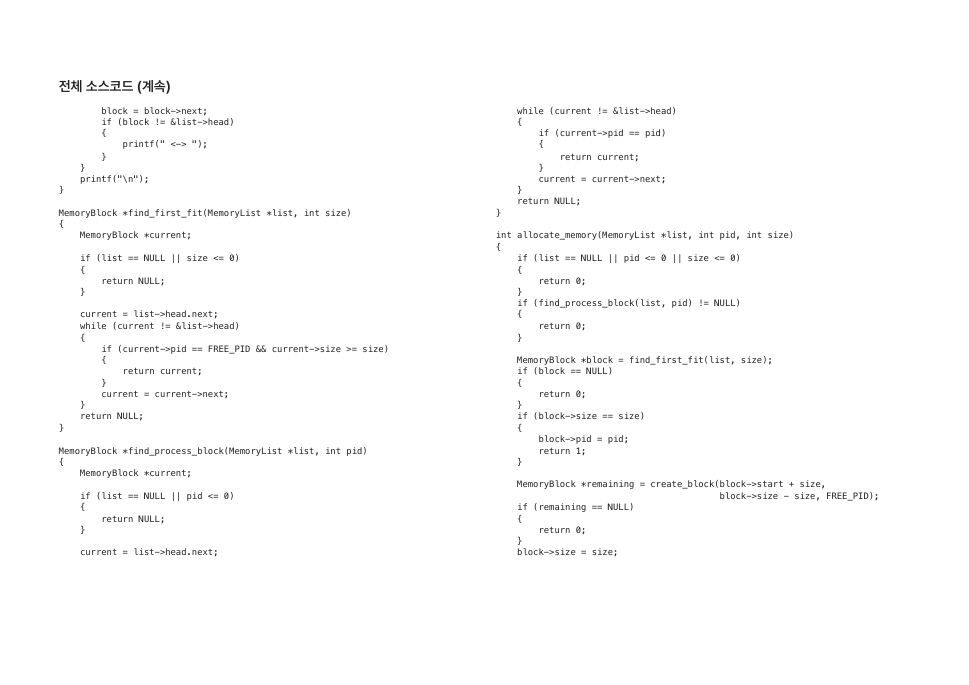 전체 소스코드 (계속)
        block = block->next;
        if (block != &list->head)
        {
            printf(" <-> ");
        }
    }
    printf("\n");
}

MemoryBlock *find_first_fit(MemoryList *list, int size)
{
    MemoryBlock *current;

    if (list == NULL || size <= 0)
    {
        return NULL;
    }

    current = list->head.next;
    while (current != &list->head)
    {
        if (current->pid == FREE_PID && current->size >= size)
        {
            return current;
        }
        current = current->next;
    }
    return NULL;
}

MemoryBlock *find_process_block(MemoryList *list, int pid)
{
    MemoryBlock *current;

    if (list == NULL || pid <= 0)
    {
        return NULL;
    }

    current = list->head.next;
    while (current != &list->head)
    {
        if (current->pid == pid)
        {
            return current;
        }
        current = current->next;
    }
    return NULL;
}

int allocate_memory(MemoryList *list, int pid, int size)
{
    if (list == NULL || pid <= 0 || size <= 0)
    {
        return 0;
    }
    if (find_process_block(list, pid) != NULL)
    {
        return 0;
    }

    MemoryBlock *block = find_first_fit(list, size);
    if (block == NULL)
    {
        return 0;
    }
    if (block->size == size)
    {
        block->pid = pid;
        return 1;
    }

    MemoryBlock *remaining = create_block(block->start + size,
                                          block->size - size, FREE_PID);
    if (remaining == NULL)
    {
        return 0;
    }
    block->size = size;